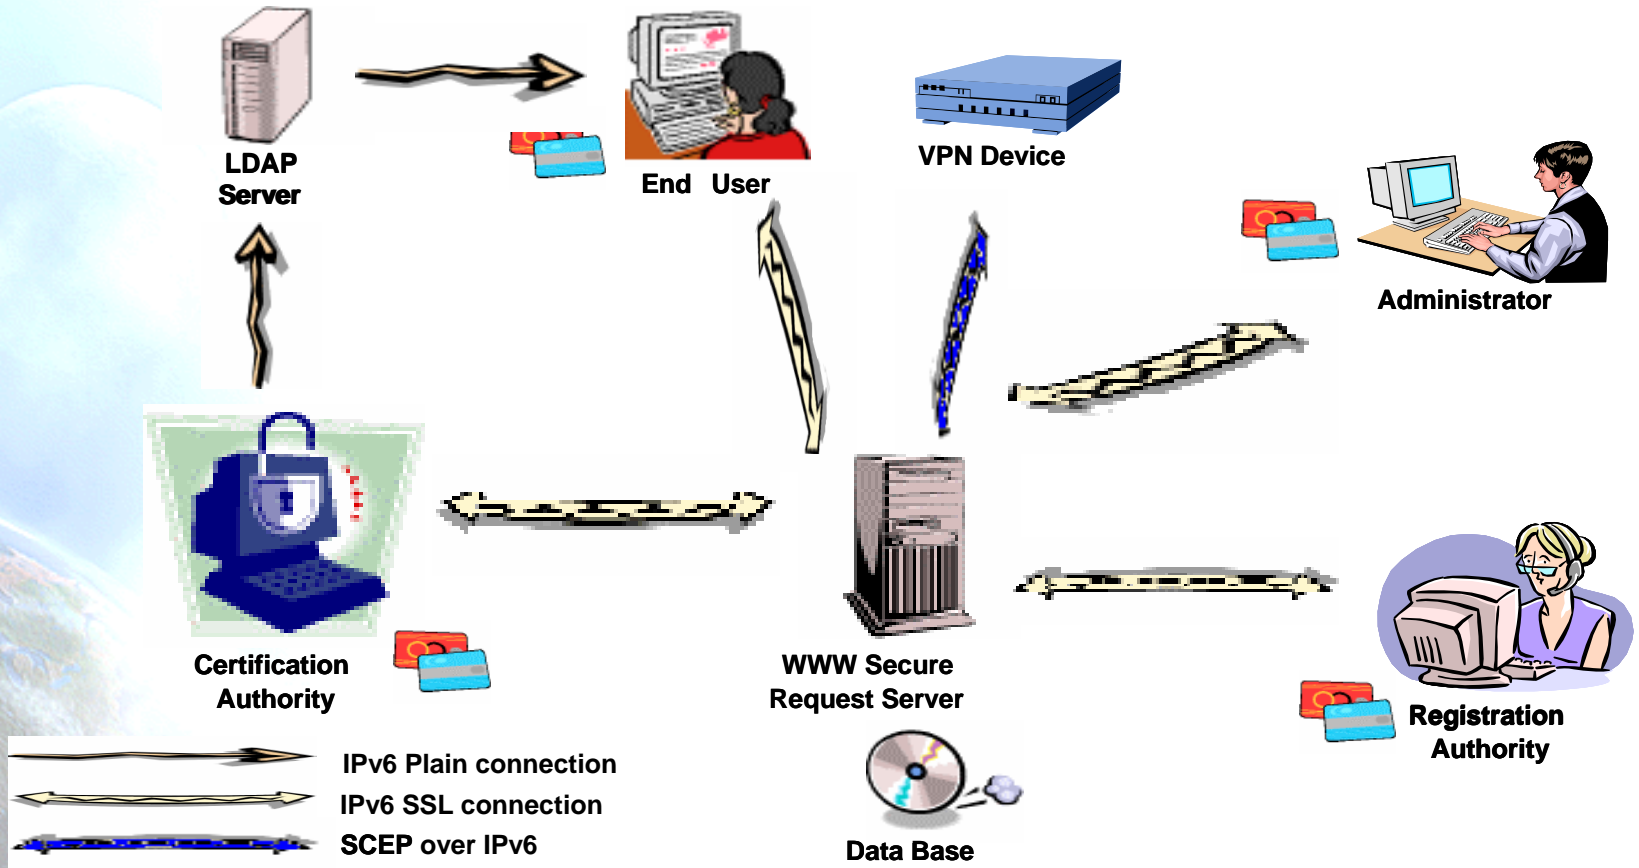 LDAP
Server
End User
VPN Device
Administrator
Certification
Authority
WWW Secure
Request Server
Registration
Authority
IPv6 Plain connection
IPv6 SSL connection
SCEP over IPv6
Data Base